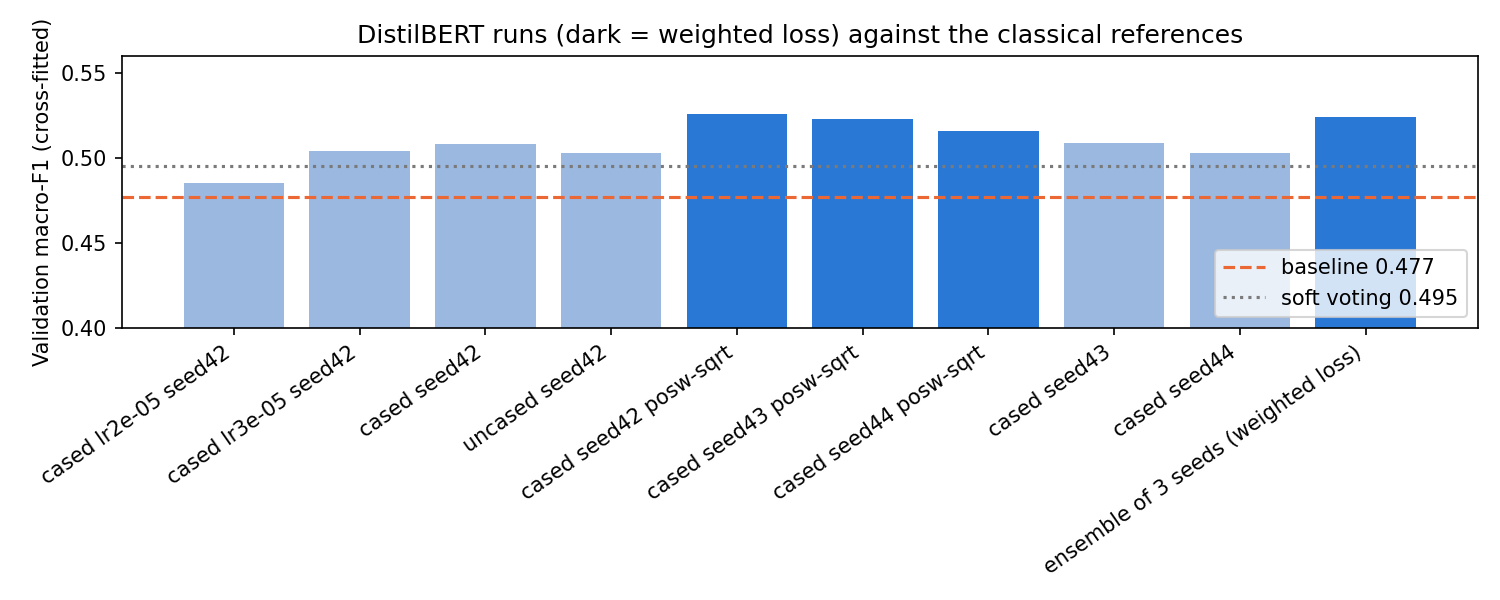 DistilBERT runs (dark = weighted loss) against the classical references
Validation macro-F1 (cross-fitted)
0.55
0.50
0.45
0.40
baseline 0.477
soft voting 0.495
cased lr2e-05 seed42
cased lr3e-05 seed42
cased seed42
uncased seed42
cased seed42 posw-sqrt
cased seed43 posw-sqrt
cased seed44 posw-sqrt
cased seed43
cased seed44
ensemble of 3 seeds (weighted loss)